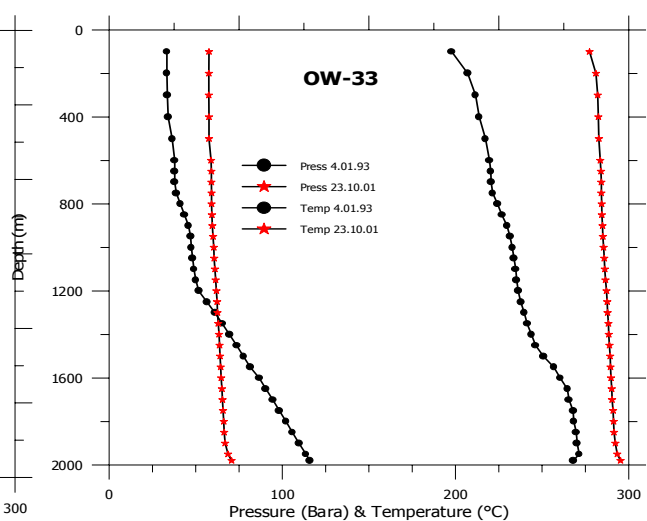 OW-33
Press 4.01.93
Press 23.10.01
Temp 4.01.93
Temp 23.10.01
Depth (m)
0
400
800
1200
1600
2000
300
0
100
200
300
Pressure (Bara) & Temperature (°C)